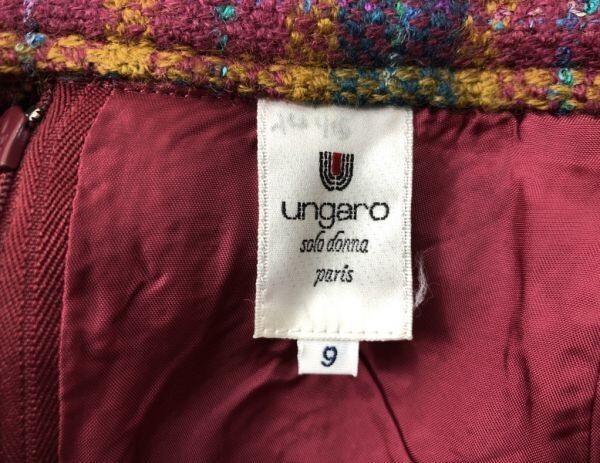 ungaro
solo donna
paris
9